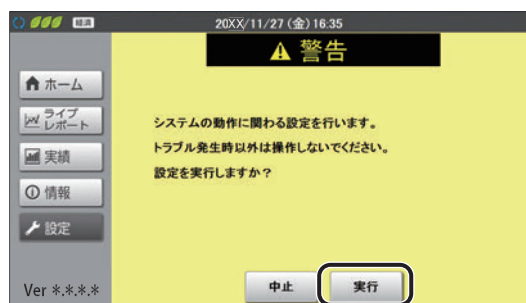 経済
20XX/11/27 (金) 16:35
⚠ 警告
ホーム
ライブ
レポート
実績
情報
設定
Ver *.*.*.*
システムの動作に関わる設定を行います。
トラブル発生時以外は操作しないでください。
設定を実行しますか？
中止
実行